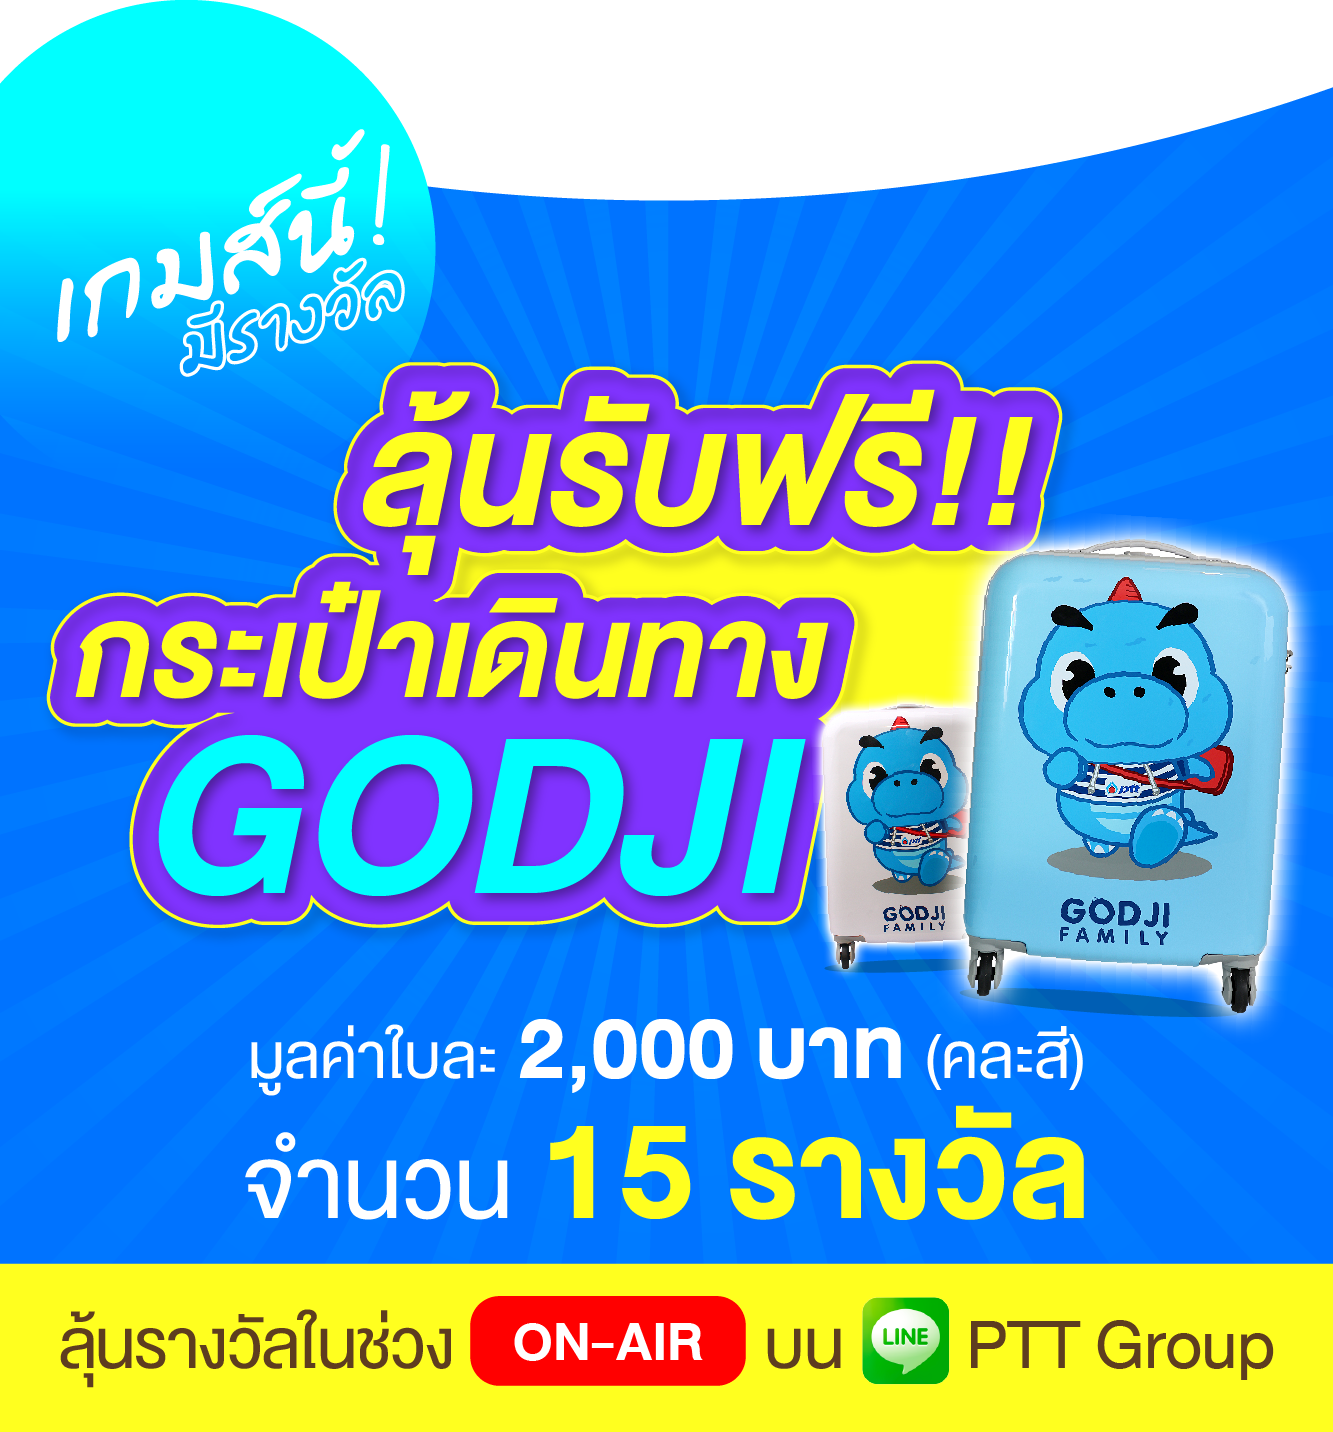 เกมส์นี้!
มีรางวัล
ลุ้นรับฟรี!!
กระเป๋าเดินทาง
GODJI
ptt
GODJI
FAMILY
ptt
GODJI
FAMILY
มูลค่าใบละ 2,000 บาท (คละสี)
จำนวน 15 รางวัล
ลุ้นรางวัลในช่วง ON-AIR บน LINE PTT Group